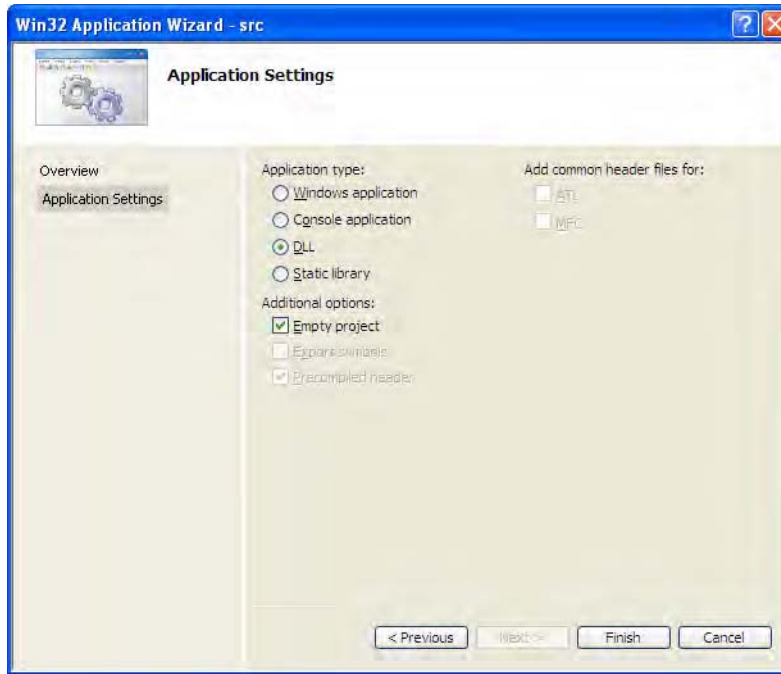 Win32 Application Wizard - src
Application Settings
Overview
Application Settings
Application type:
Windows application
Console application
DLL
Static library
Additional options:
Empty project
Export symbols
Precompiled header
Add common header files for:
ATL
MFC
< Previous
Next >
Finish
Cancel